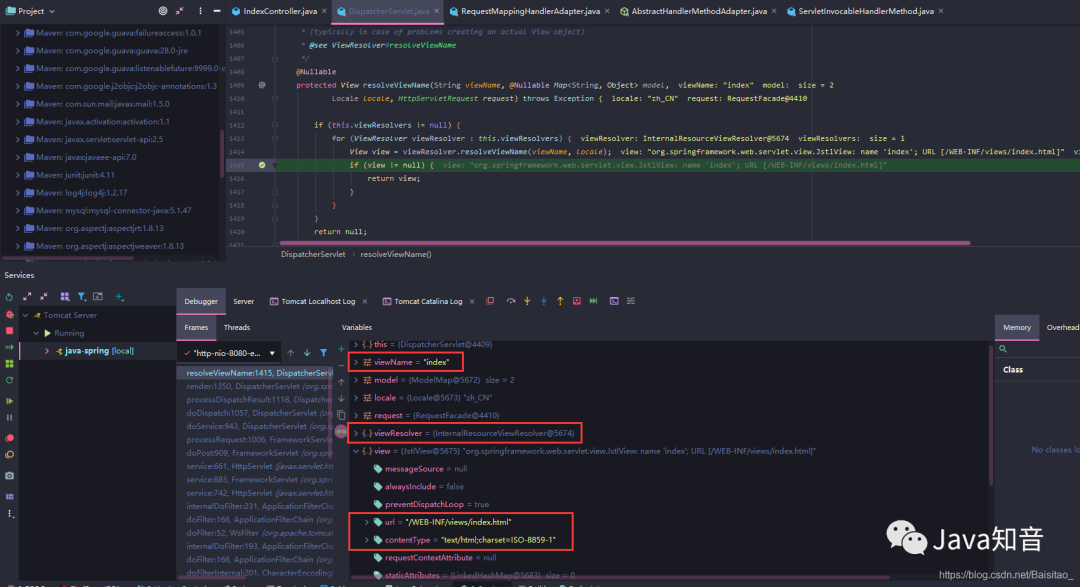 Project
IndexController.java
DispatcherServlet.java
RequestMappingHandlerAdapter.java
AbstractHandlerMethodAdapter.java
ServletInvocableHandlerMethod.java
Maven: com.google.guava:failureaccess:1.0.1
Maven: com.google.guava:guava:28.0-jre
Maven: com.google.guava:listenablefuture:9999.0-e
Maven: com.google.j2objc:j2objc-annotations:1.3
Maven: com.sun.mail:javax.mail:1.5.0
Maven: javax.activation:activation:1.1
Maven: javax.servlet:servlet-api:2.5
Maven: javax:javaee-api:7.0
Maven: junit:junit:4.11
Maven: log4j:log4j:1.2.17
Maven: mysql:mysql-connector-java:5.1.47
Maven: org.aspectj:aspectjrt:1.8.13
Maven: org.aspectj:aspectjweaver:1.8.13
1405 * (typically in case of problems creating an actual View object)
1406 * @see ViewResolver#resolveViewName
1407 */
1408 @Nullable
1409 protected View resolveViewName(String viewName, @Nullable Map<String, Object> model, viewName: "index" model: size = 2
1410 Locale locale, HttpServletRequest request) throws Exception { locale: "zh_CN" request: RequestFacade@4410
1411
1412 if (this.viewResolvers != null) {
1413 for (ViewResolver viewResolver : this.viewResolvers) { viewResolver: InternalResourceViewResolver@5674 viewResolvers: size = 1
1414 View view = viewResolver.resolveViewName(viewName, locale); view: "org.springframework.web.servlet.view.JstlView: name 'index'; URL [/WEB-INF/views/index.html]" vi
1415 if (view != null) { view: "org.springframework.web.servlet.view.JstlView: name 'index'; URL [/WEB-INF/views/index.html]"
1416 return view;
1417 }
1418 }
1419 }
1420 return null;
1421
DispatcherServlet resolveViewName()
Services
Debugger
Server
Tomcat Localhost Log
Tomcat Catalina Log
Tomcat Server
Running
java-spring [local]
Frames
Threads
Variables
Memory
Overhead
"http-nio-8080-e...
resolveViewName:1415, DispatcherServl
render:1350, DispatcherServlet (org.sp
processDispatchResult:1118, Dispatche
doDispatch:1057, DispatcherServlet (or
doService:943, DispatcherServlet (org.
processRequest:1006, FrameworkServle
doPost:909, FrameworkServlet (org.spr
service:661, HttpServlet (javax.servlet.ht
service:883, FrameworkServlet (org.spr
service:742, HttpServlet (javax.servlet.ht
internalDoFilter:231, ApplicationFilterCh
doFilter:166, ApplicationFilterChain (org
doFilter:52, WsFilter (org.apache.tomca
internalDoFilter:193, ApplicationFilterCh
doFilter:166, ApplicationFilterChain (org
doFilterInternal:201, CharacterEncoding
this = {DispatcherServlet@4409}
viewName = "index"
model = {ModelMap@5672} size = 2
locale = {Locale@5673} "zh_CN"
request = {RequestFacade@4410}
viewResolver = {InternalResourceViewResolver@5674}
view = {JstlView@5675} "org.springframework.web.servlet.view.JstlView: name 'index'; URL [/WEB-INF/views/index.html]"
messageSource = null
alwaysInclude = false
preventDispatchLoop = true
url = "/WEB-INF/views/index.html"
contentType = "text/html;charset=ISO-8859-1"
requestContextAttribute = null
staticAttributes = {LinkedHashMap@5683} size = 0
Class
No classes lo
Java知音
https://blog.csdn.net/Baisitao_